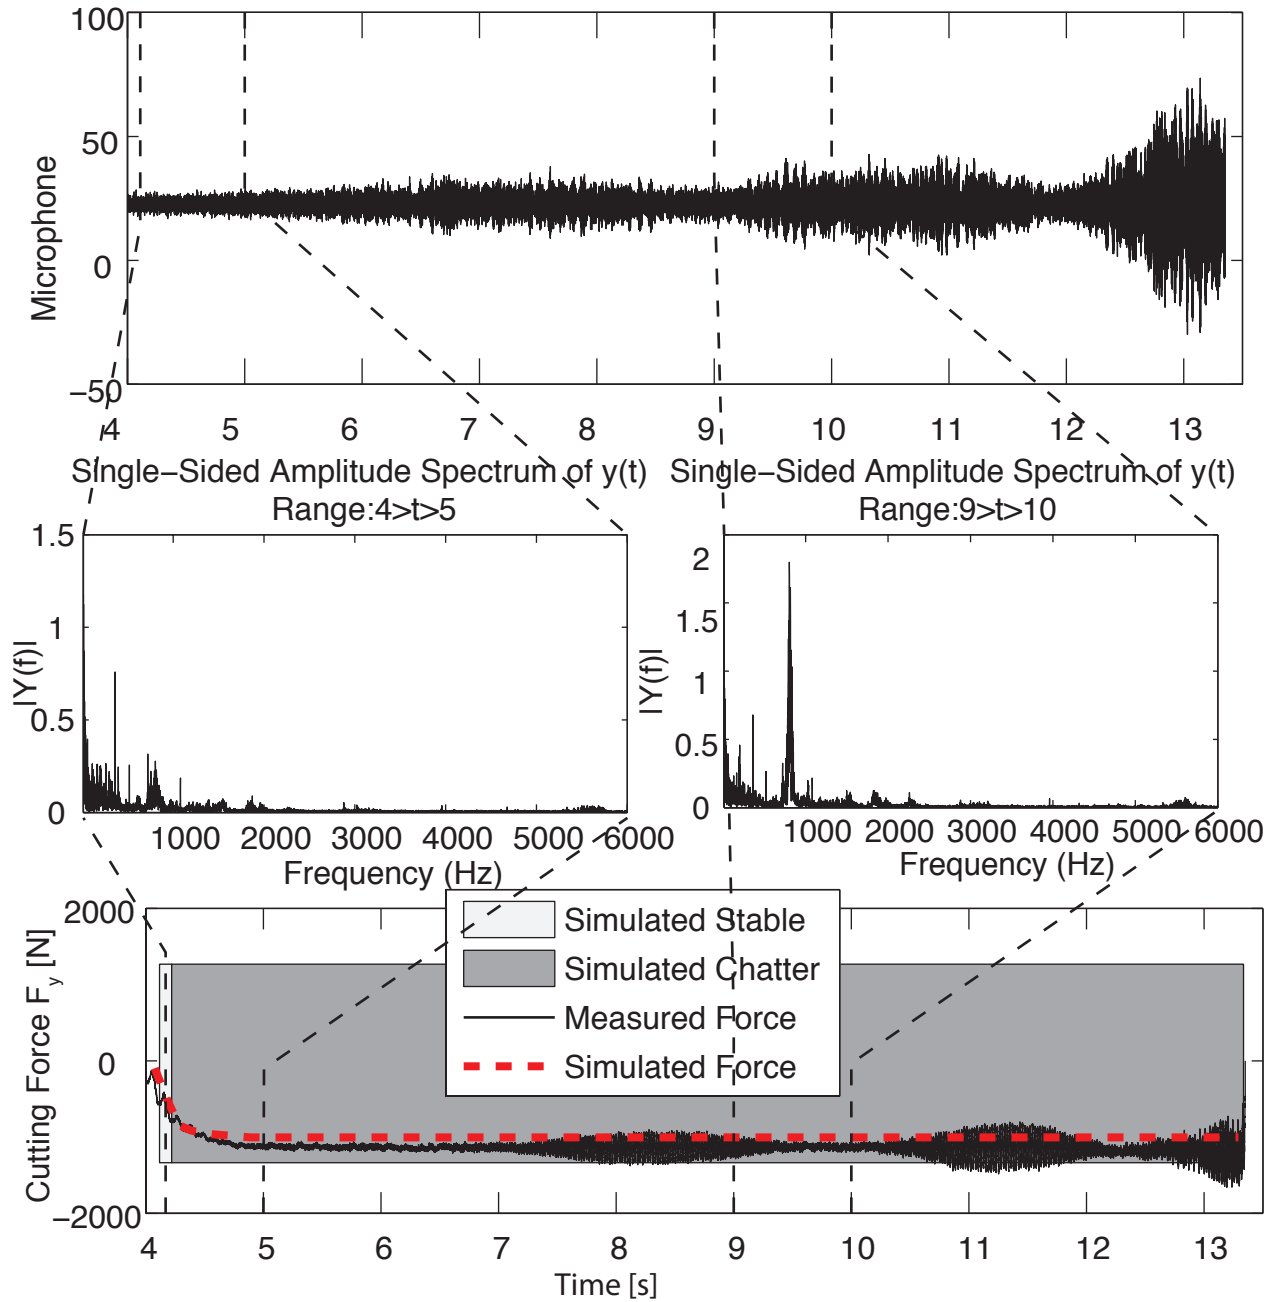 100
50
0
−50
Microphone
4 5 6 7 8 9 10 11 12 13
Single−Sided Amplitude Spectrum of y(t)
Range:4>t>5
1.5
1
0.5
0
|Y(f)|
1000 2000 3000 4000 5000 6000
Frequency (Hz)
Single−Sided Amplitude Spectrum of y(t)
Range:9>t>10
2
1.5
1
0.5
0
|Y(f)|
1000 2000 3000 4000 5000 6000
Frequency (Hz)
2000
0
−2000
Cutting Force F_y [N]
Simulated Stable
Simulated Chatter
Measured Force
Simulated Force
4 5 6 7 8 9 10 11 12 13
Time [s]